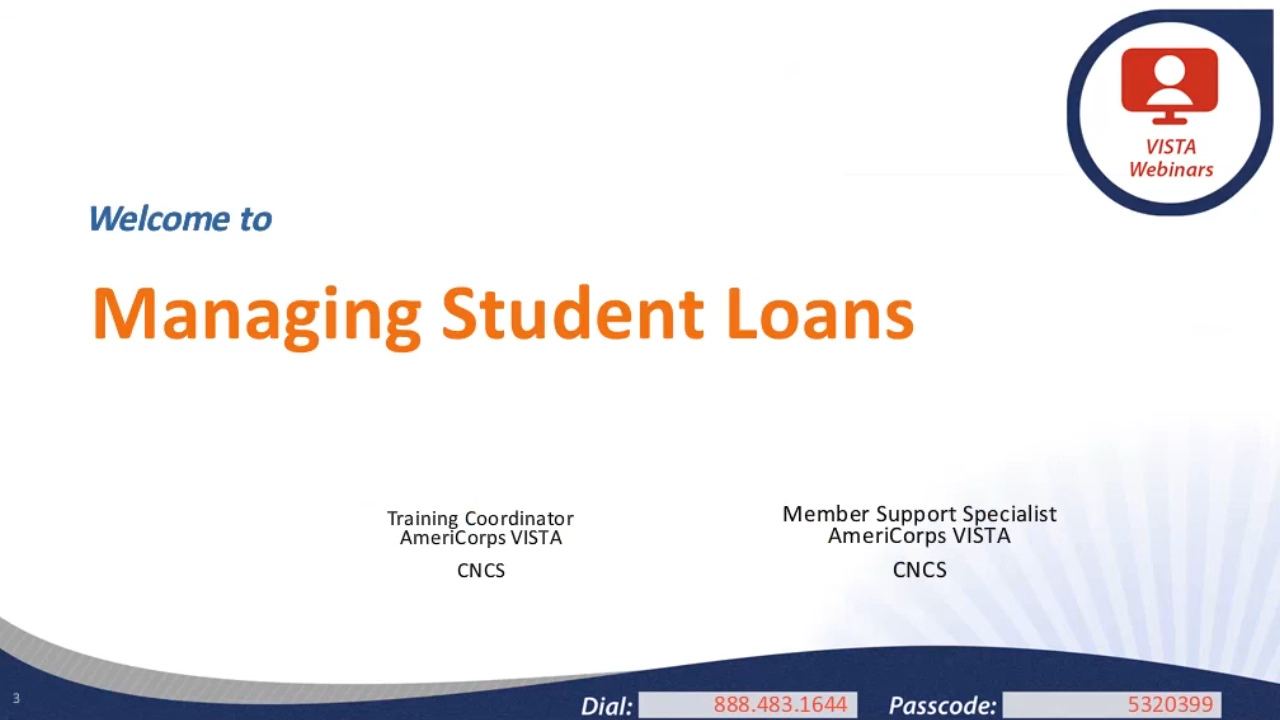 VISTA
Webinars
Welcome to
Managing Student Loans
Training Coordinator
AmeriCorps VISTA
CNCS
Member Support Specialist
AmeriCorps VISTA
CNCS
3
Dial: 888.483.1644 Passcode: 5320399